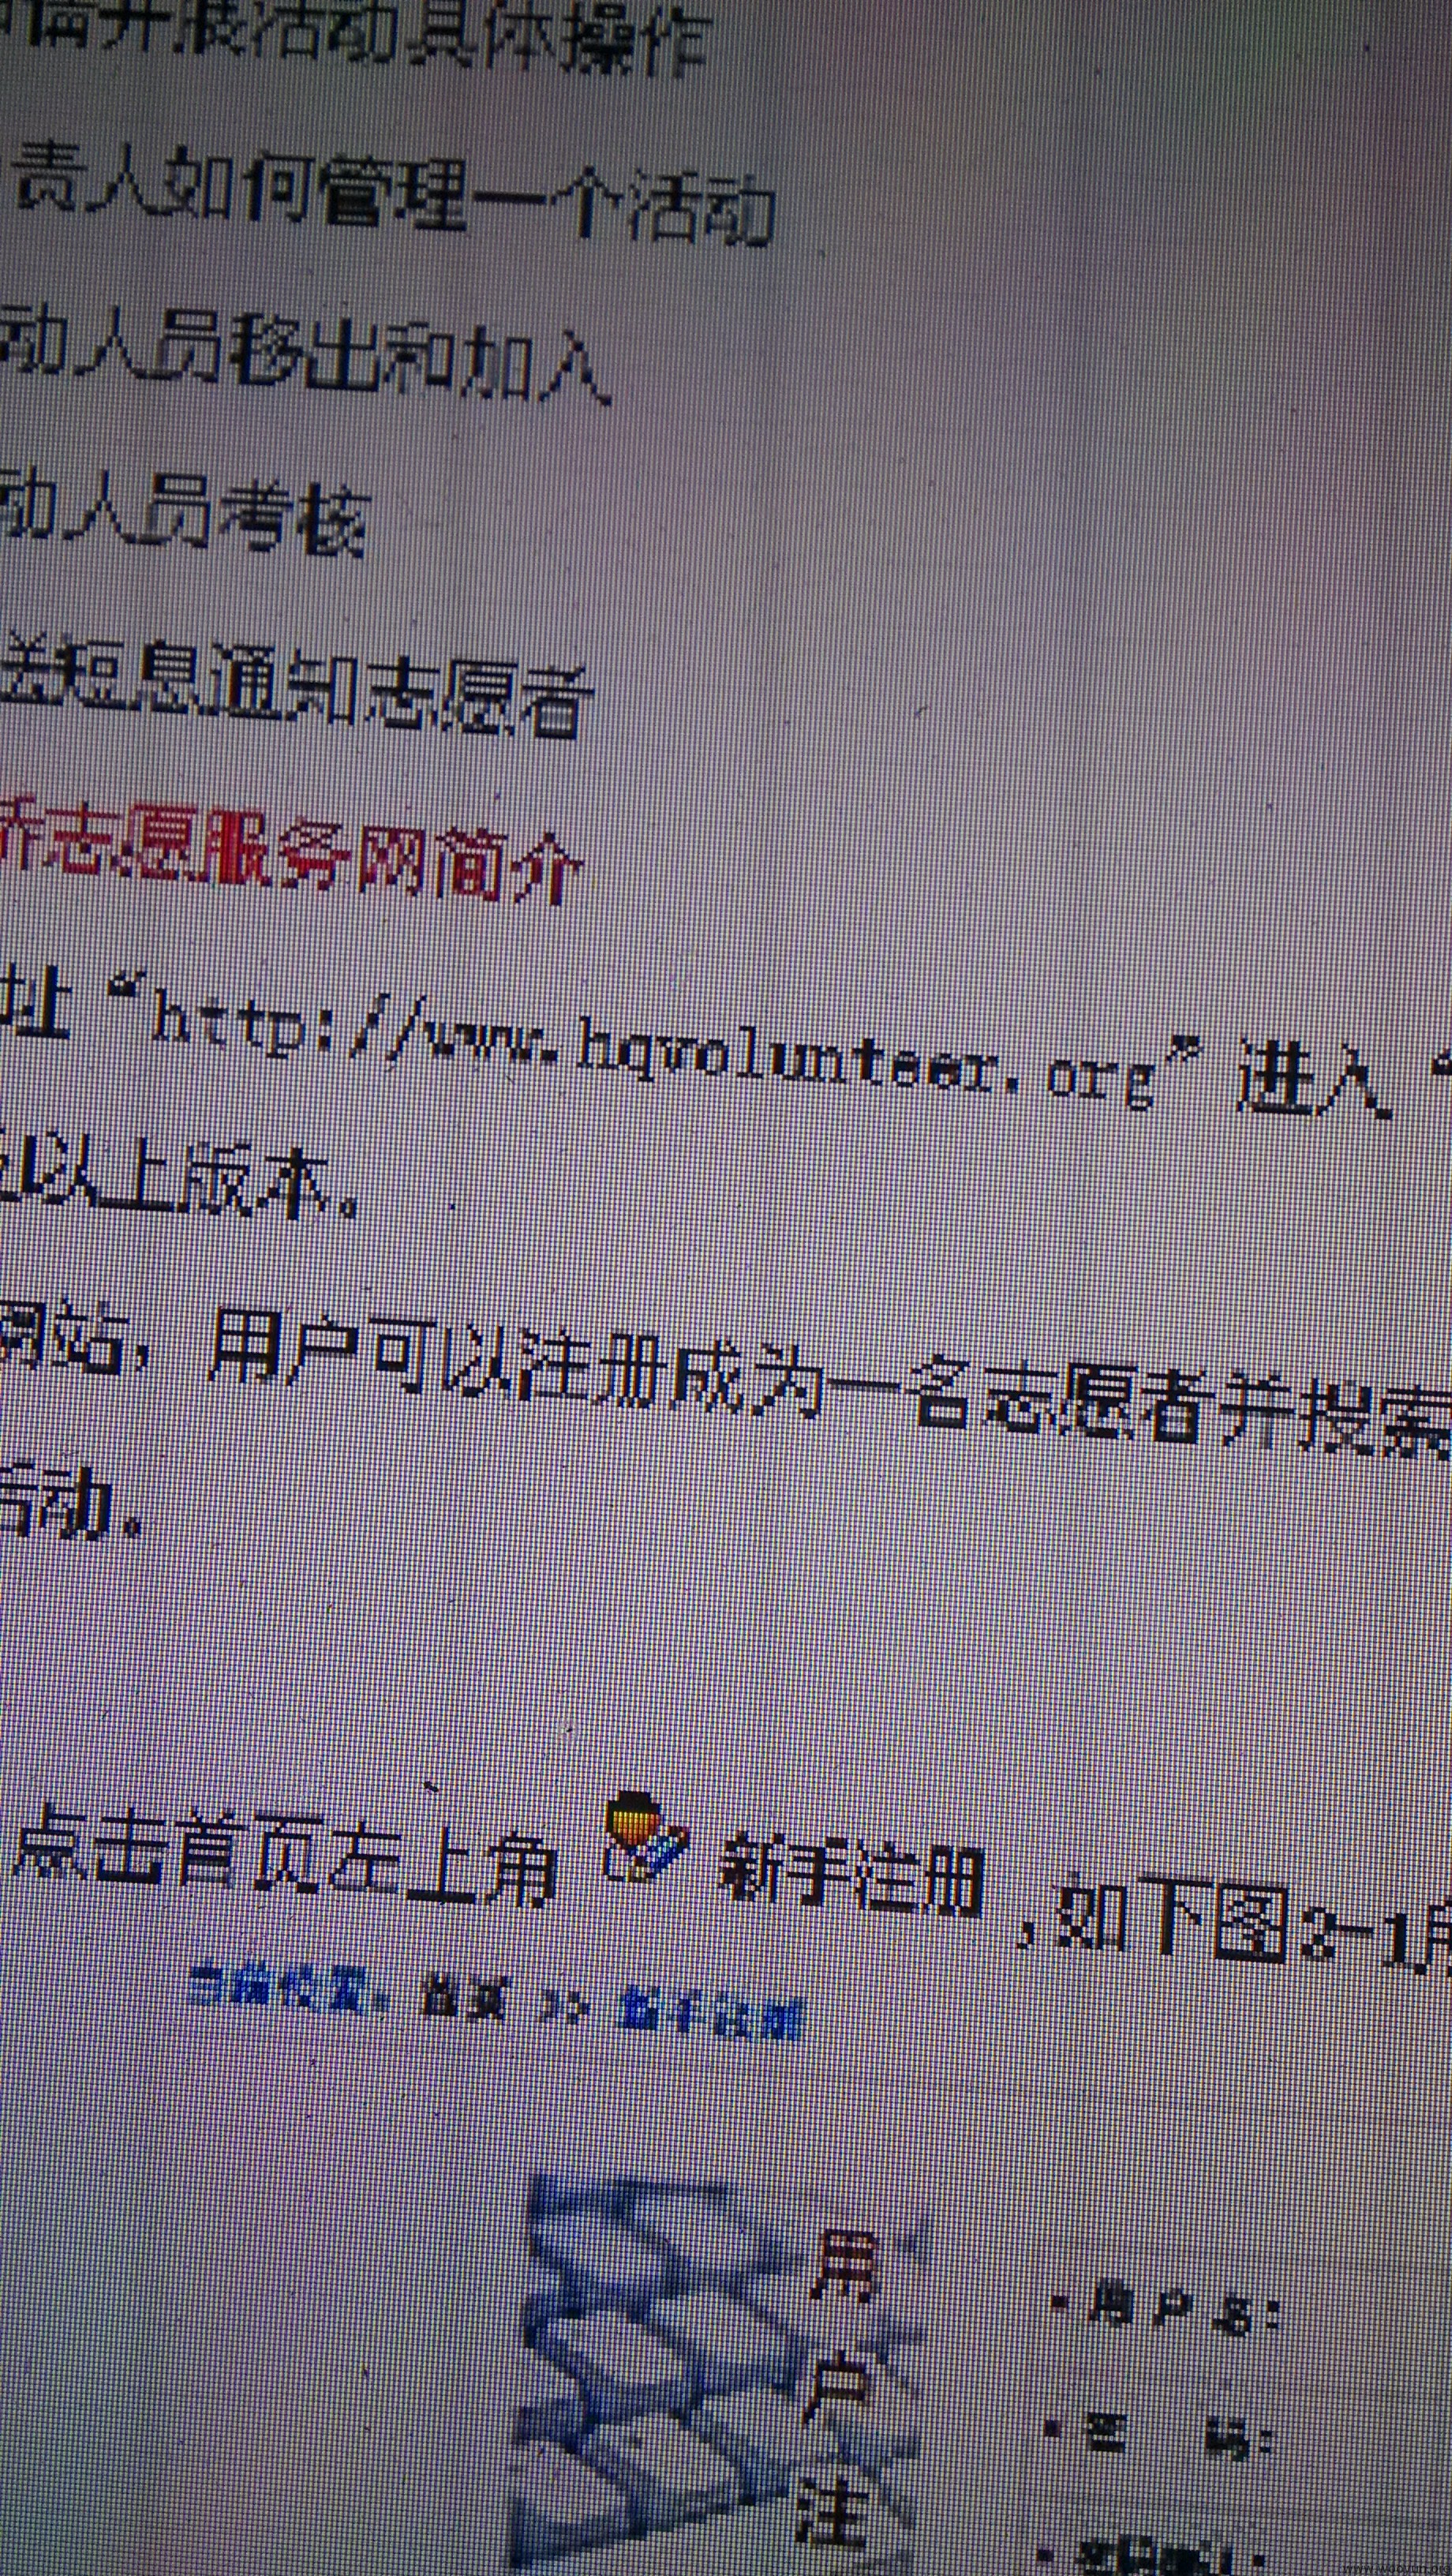 请开展活动具体操作
责人如何管理一个活动
动人员移出和加入
动人员考核
送短息通知志愿者
侨志愿服务网简介
址“http://www.hqvolunteer.org”进入“
以上版本。
网站，用户可以注册成为一名志愿者并搜索
活动.
点击首页左上角 新手注册 ,如下图2-1所
当前位置: 首页 >> 新手注册
用户注
用户名:
密 码: